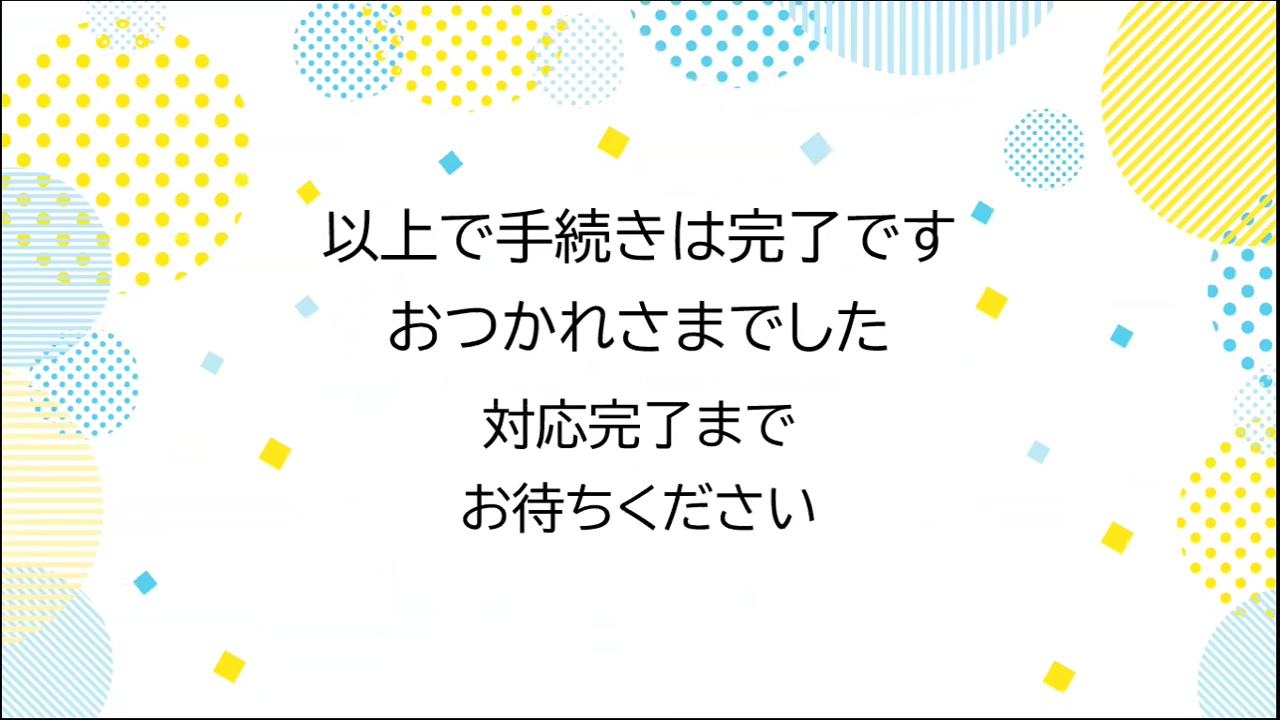 以上で手続きは完了です
おつかれさまでした
対応完了まで
お待ちください